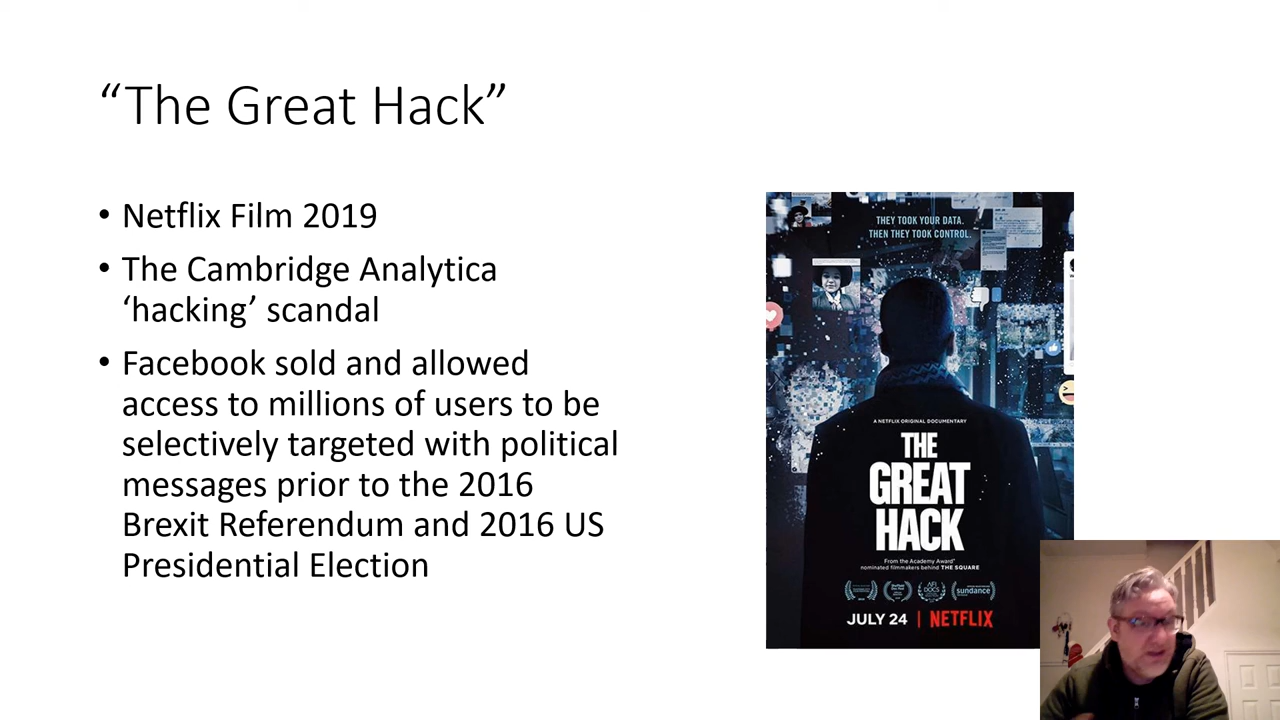 “The Great Hack”
• Netflix Film 2019
• The Cambridge Analytica
‘hacking’ scandal
• Facebook sold and allowed
access to millions of users to be
selectively targeted with political
messages prior to the 2016
Brexit Referendum and 2016 US
Presidential Election
THEY TOOK YOUR DATA.
THEN THEY TOOK CONTROL.
A NETFLIX ORIGINAL DOCUMENTARY
THE
GREAT
HACK
From the Academy Award®
nominated filmmakers behind THE SQUARE
AFI
DOCS
sundance
JULY 24 | NETFLIX